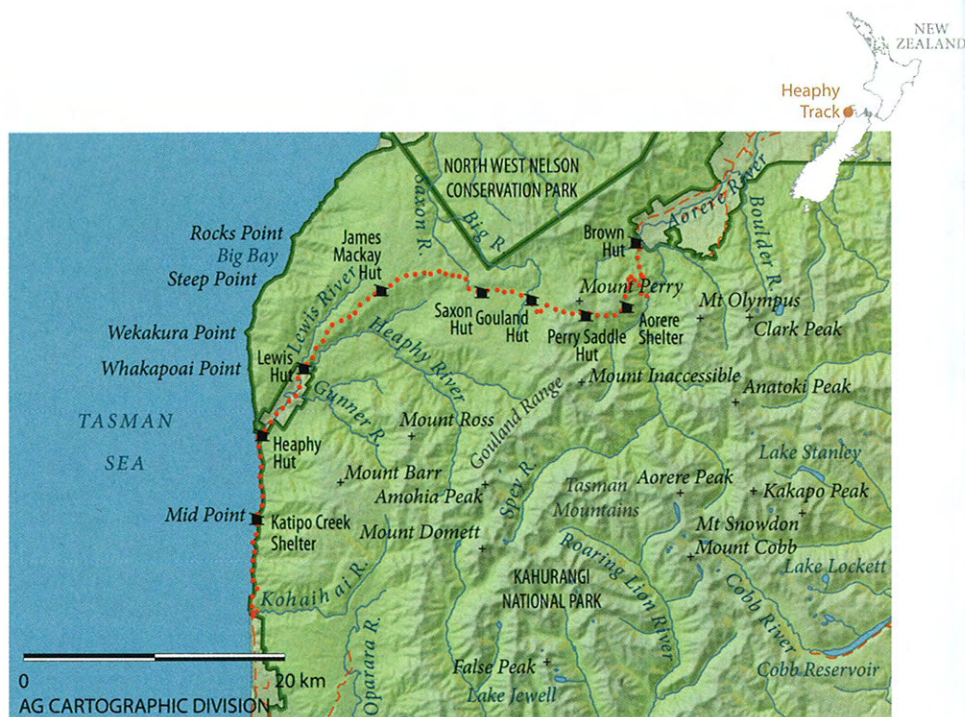 NEW
ZEALAND
Heaphy
Track
NORTH WEST NELSON
CONSERVATION PARK
Saxon R.
Big R.
Aorere River
Boulder R.
Rocks Point
Big Bay
Steep Point
James
Mackay
Hut
Brown
Hut
Lewis River
Mount Perry
Mt Olympus
Clark Peak
Saxon
Hut
Gouland
Hut
Perry Saddle
Hut
Aorere
Shelter
Wekakura Point
Whakapoai Point
Lewis
Hut
Heaphy River
Gunner R.
Mount Inaccessible
Anatoki Peak
Gouland Range
Mount Ross
TASMAN
SEA
Heaphy
Hut
Lake Stanley
Mount Barr
Amohia Peak
Spey R.
Tasman
Mountains
Aorere Peak
Kakapo Peak
Mid Point
Katipo Creek
Shelter
Mount Domett
Mt Snowdon
Mount Cobb
Roaring Lion River
Lake Lockett
KAHURANGI
NATIONAL PARK
Kohaihai R.
Cobb River
Oparara R.
False Peak
Lake Jewell
Cobb Reservoir
0
20 km
AG CARTOGRAPHIC DIVISION